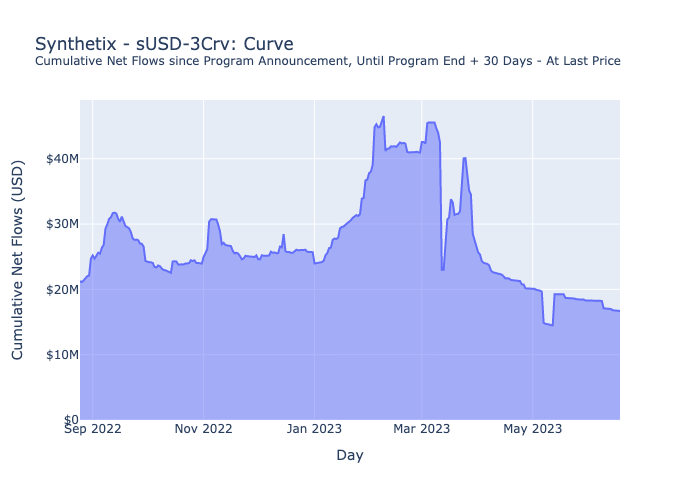 Synthetix - sUSD-3Crv: Curve
Cumulative Net Flows since Program Announcement, Until Program End + 30 Days - At Last Price
Cumulative Net Flows (USD)
$40M
$30M
$20M
$10M
$0
Sep 2022
Nov 2022
Jan 2023
Mar 2023
May 2023
Day